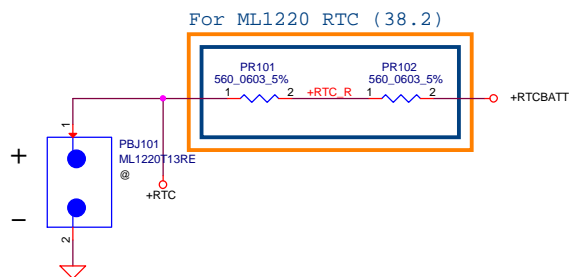 For ML1220 RTC (38.2)
PR101
560_0603_5%
PR102
560_0603_5%
1
2
+RTC_R
1
2
+RTCBATT
1
PBJ101
ML1220T13RE
@
+
+RTC
-
2